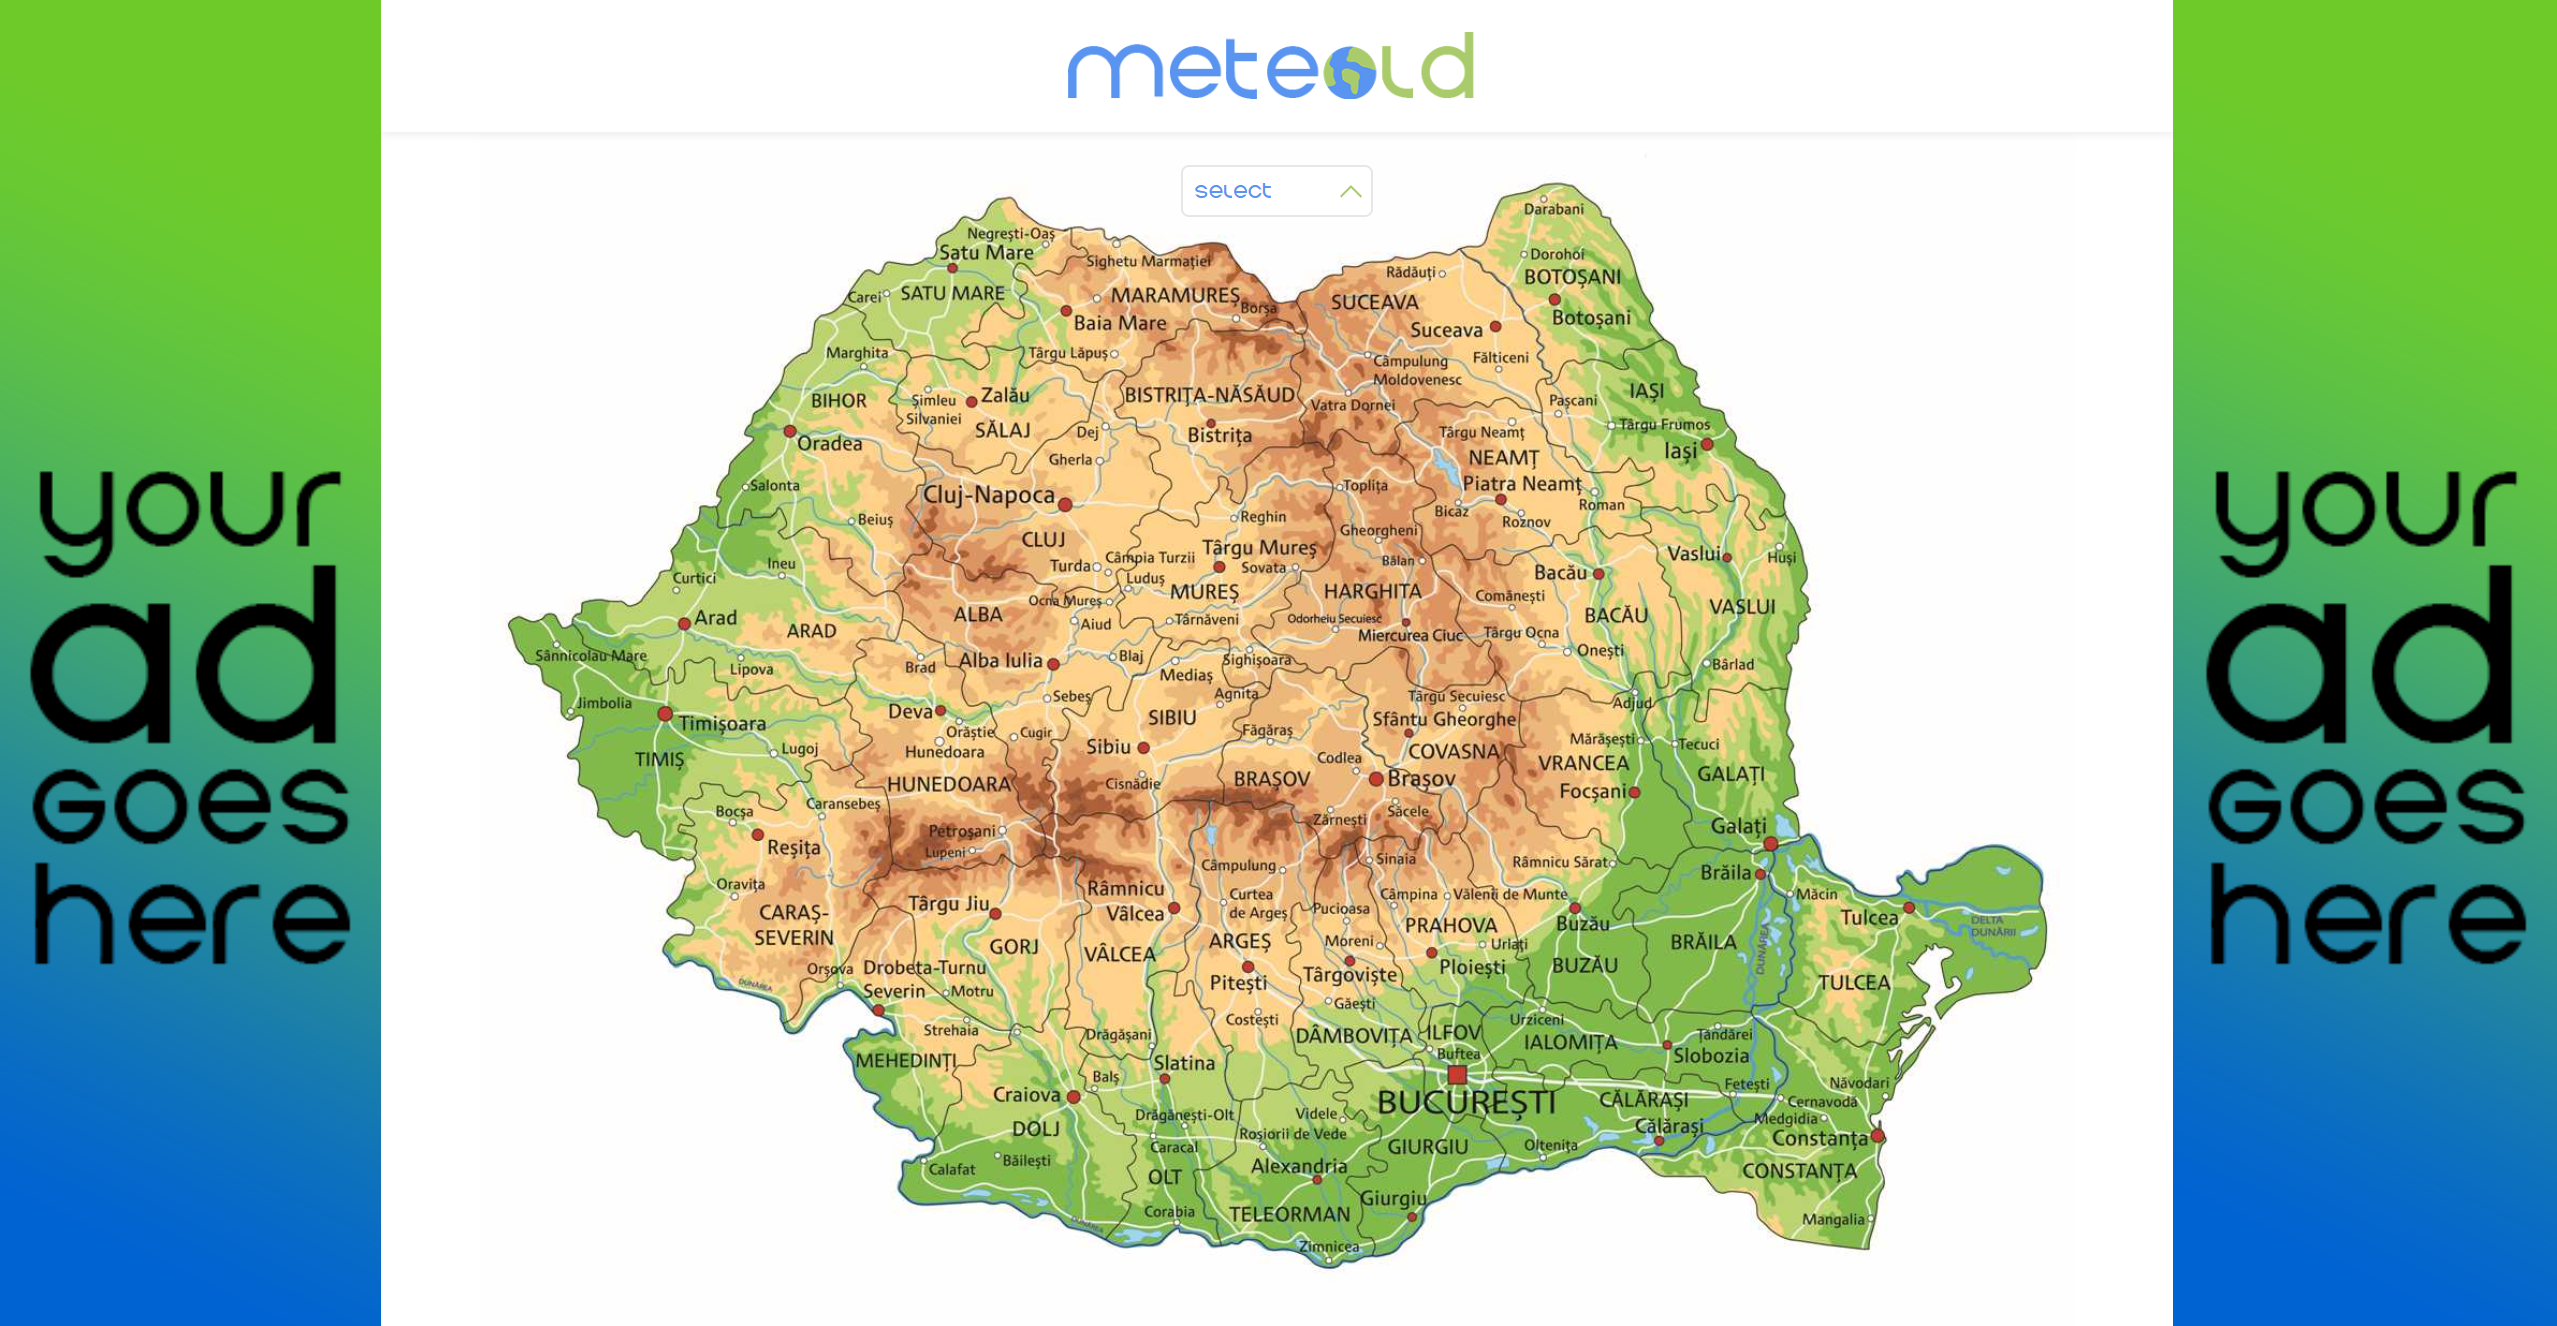 meteold
select
your
ad
goes
here
your
ad
goes
here
Darabani
Negrești-Oaș
Satu Mare
Sighetu Marmației
Dorohoi
Rădăuți
BOTOȘANI
Carei
SATU MARE
MARAMUREȘ
Borșa
SUCEAVA
Botoșani
Baia Mare
Suceava
Marghita
Târgu Lăpuș
Câmpulung
Moldovenesc
Fălticeni
BIHOR
Șimleu
Silvaniei
Zalău
BISTRIȚA-NĂSĂUD
Vatra Dornei
Pașcani
IAȘI
SĂLAJ
Dej
Bistrița
Târgu Neamț
Târgu Frumos
Oradea
Iași
Gherla
NEAMȚ
Salonta
Cluj-Napoca
Toplița
Piatra Neamț
Roman
Beiuș
Reghin
Bicaz
Roznov
CLUJ
Gheorgheni
Câmpia Turzii
Târgu Mureș
Vaslui
Huși
Ineu
Turda
Sovata
Bălan
Bacău
Curtici
Luduș
MUREȘ
HARGHITA
Comănești
Ocna Mureș
VASLUI
Arad
ARAD
ALBA
Aiud
Târnăveni
Odorheiu Secuiesc
BACĂU
Miercurea Ciuc
Târgu Ocna
Sânnicolau Mare
Lipova
Brad
Alba Iulia
Blaj
Sighișoara
Onești
Bârlad
Mediaș
Jimbolia
Sebeș
Agnita
Târgu Secuiesc
Adjud
Timișoara
Deva
SIBIU
Sfântu Gheorghe
Orăștie
Cugir
Făgăraș
Mărășești
Tecuci
TIMIȘ
Lugoj
Hunedoara
Sibiu
Codlea
COVASNA
VRANCEA
GALAȚI
HUNEDOARA
Cisnădie
BRAȘOV
Brașov
Focșani
Bocșa
Caransebeș
Zărnești
Săcele
Galați
Petroșani
Reșița
Lupeni
Câmpulung
Sinaia
Râmnicu Sărat
Brăila
Oravița
Râmnicu
Vâlcea
Curtea
de Argeș
Câmpina
Vălenii de Munte
Măcin
Târgu Jiu
Pucioasa
Tulcea
DELTA
DUNĂRII
CARAȘ-
SEVERIN
GORJ
VÂLCEA
ARGEȘ
Moreni
PRAHOVA
Urlați
Buzău
BRĂILA
DUNĂREA
Orșova
Drobeta-Turnu
Severin
Motru
Pitești
Târgoviște
Ploiești
BUZĂU
TULCEA
DUNĂREA
Găești
Strehaia
Drăgășani
Costești
DÂMBOVIȚA
ILFOV
Urziceni
IALOMIȚA
Țăndărei
Slobozia
MEHEDINȚI
Slatina
Buftea
Balș
Craiova
BUCUREȘTI
CĂLĂRAȘI
Fetești
Năvodari
Cernavodă
DOLJ
Drăgănești-Olt
Videle
Medgidia
Roșiorii de Vede
Călărași
Constanța
Caracal
GIURGIU
Oltenița
Calafat
Băilești
OLT
Alexandria
CONSTANȚA
Giurgiu
Corabia
TELEORMAN
Mangalia
DUNĂREA
Zimnicea